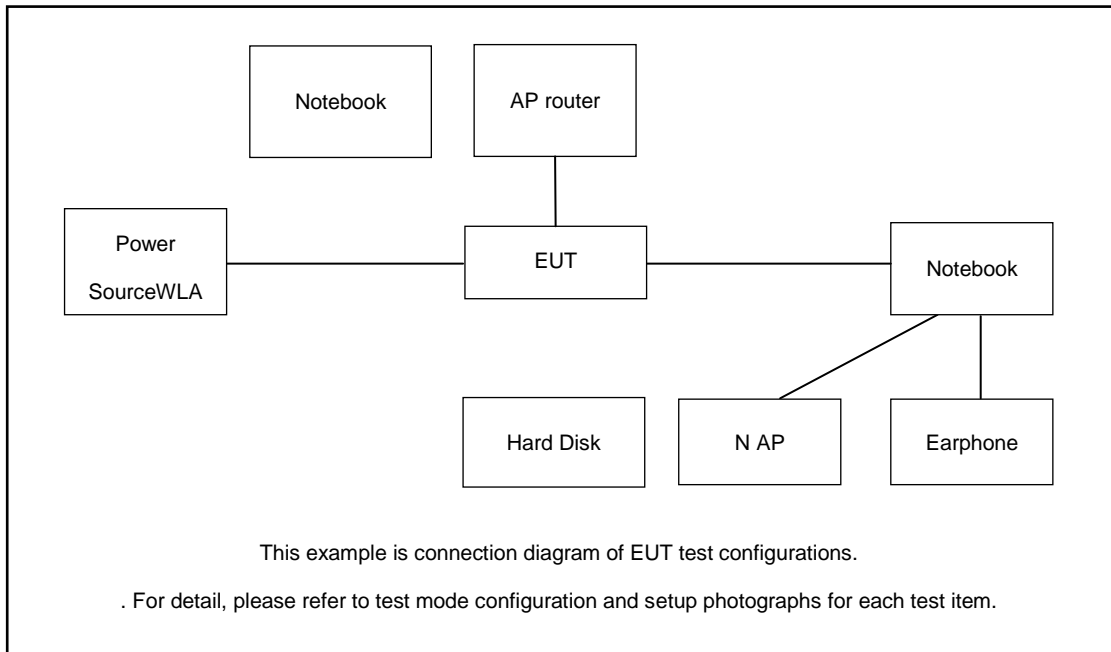 Notebook
AP router
Power
SourceWLA
EUT
Notebook
Hard Disk
N AP
Earphone
This example is connection diagram of EUT test configurations.
. For detail, please refer to test mode configuration and setup photographs for each test item.